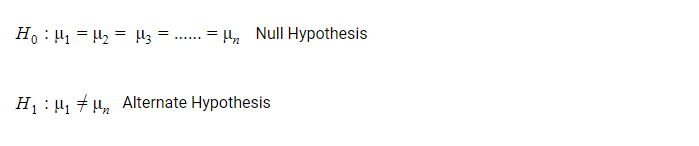 H₀ : μ₁ = μ₂ = μ₃ = ...... = μₙ Null Hypothesis
H₁ : μ₁ ≠ μₙ Alternate Hypothesis